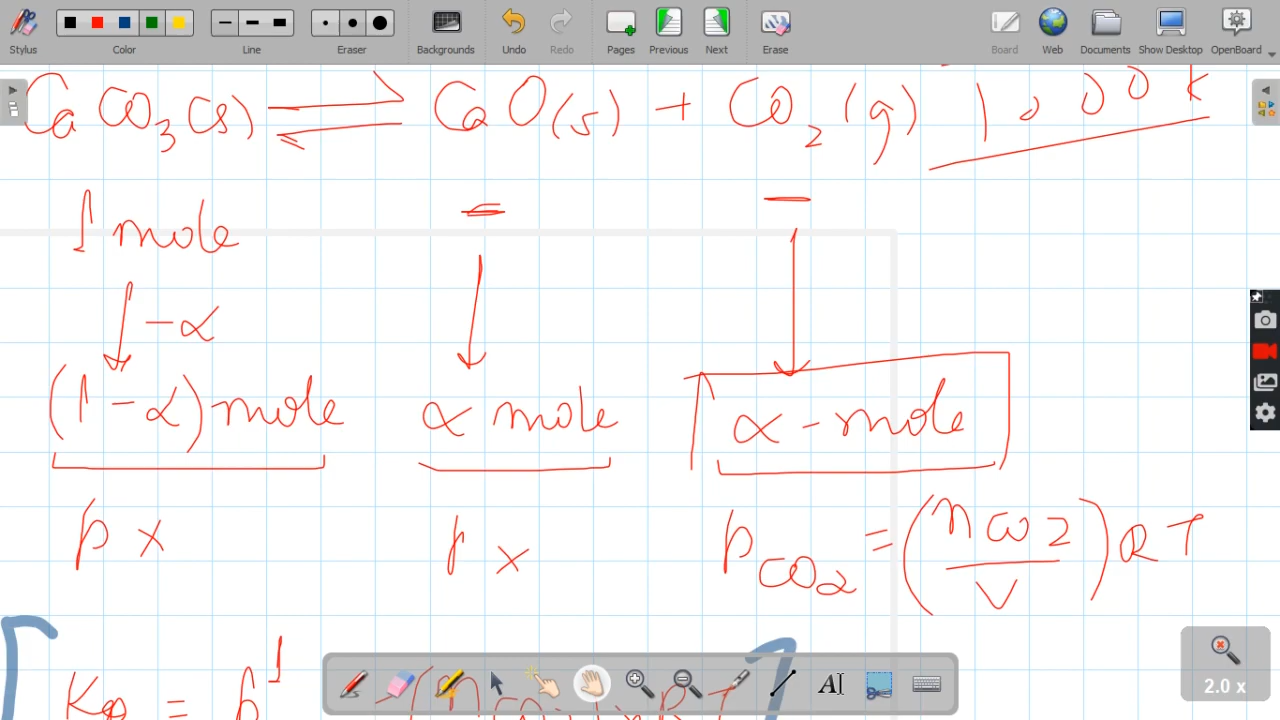 Stylus Color Line Eraser Backgrounds Undo Redo Pages Previous Next Erase Board Web Documents Show Desktop OpenBoard
CaCO3(s) ⇌ CaO(s) + CO2(g) 1000 K
1 mole – –
-α
(1-α) mole α mole α-mole
p x p x pCO2 = (nCO2/V) RT
Kp = p1
2.0 x